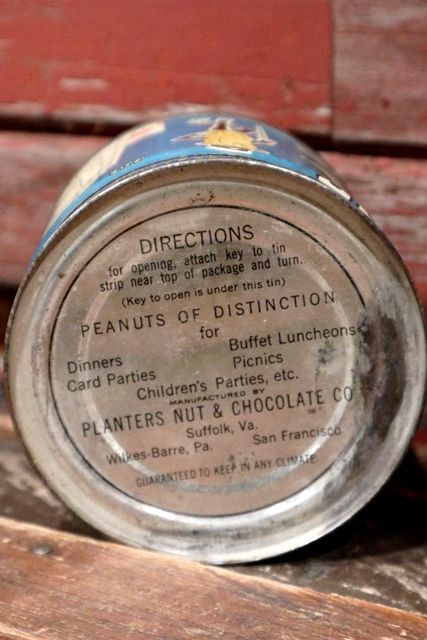 DIRECTIONS
for opening, attach key to tin
strip near top of package and turn.
(Key to open is under this tin)
PEANUTS OF DISTINCTION
for
Dinners Buffet Luncheons
Card Parties Picnics
Children's Parties, etc.
MANUFACTURED BY
PLANTERS NUT & CHOCOLATE CO
Suffolk, Va.
Wilkes-Barre, Pa. San Francisco
GUARANTEED TO KEEP IN ANY CLIMATE.